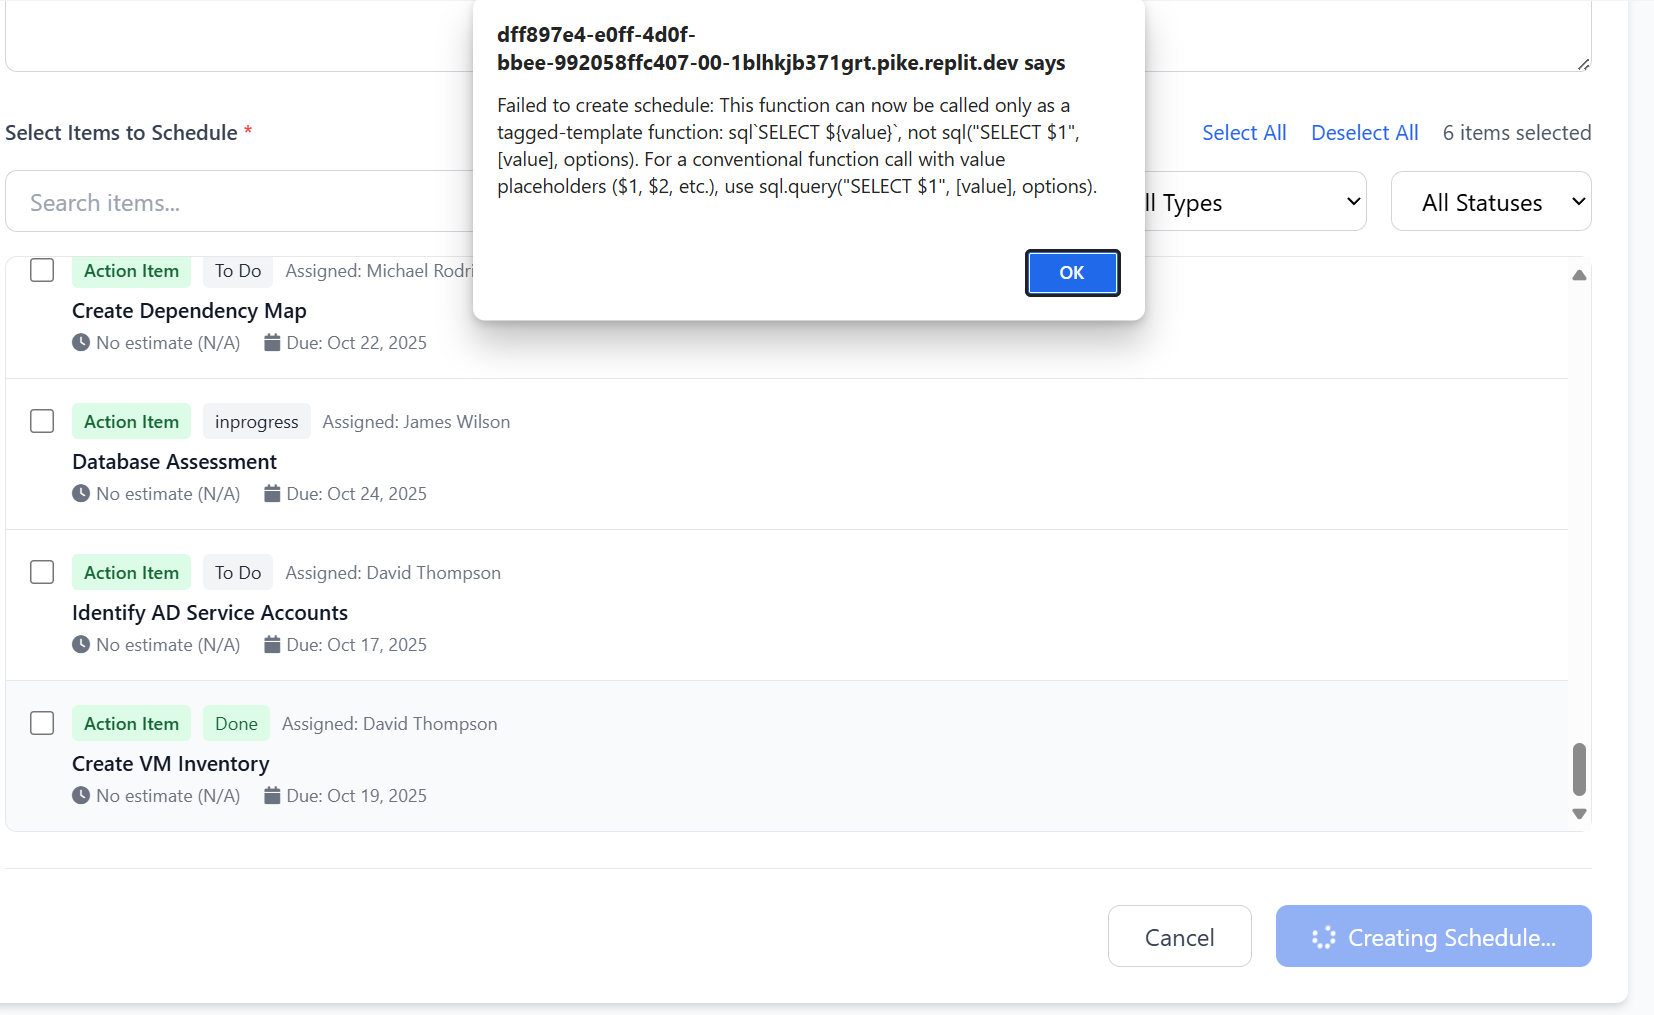 dff897e4-e0ff-4d0f-
bbee-992058ffc407-00-1blhkjb371grt.pike.replit.dev says
Failed to create schedule: This function can now be called only as a
tagged-template function: sql`SELECT ${value}`, not sql("SELECT $1",
[value], options). For a conventional function call with value
placeholders ($1, $2, etc.), use sql.query("SELECT $1", [value], options).
OK
Select Items to Schedule *
Select All Deselect All 6 items selected
Search items...
ll Types
All Statuses
Action Item To Do Assigned: Michael Rodri
Create Dependency Map
No estimate (N/A) Due: Oct 22, 2025
Action Item inprogress Assigned: James Wilson
Database Assessment
No estimate (N/A) Due: Oct 24, 2025
Action Item To Do Assigned: David Thompson
Identify AD Service Accounts
No estimate (N/A) Due: Oct 17, 2025
Action Item Done Assigned: David Thompson
Create VM Inventory
No estimate (N/A) Due: Oct 19, 2025
Cancel Creating Schedule...